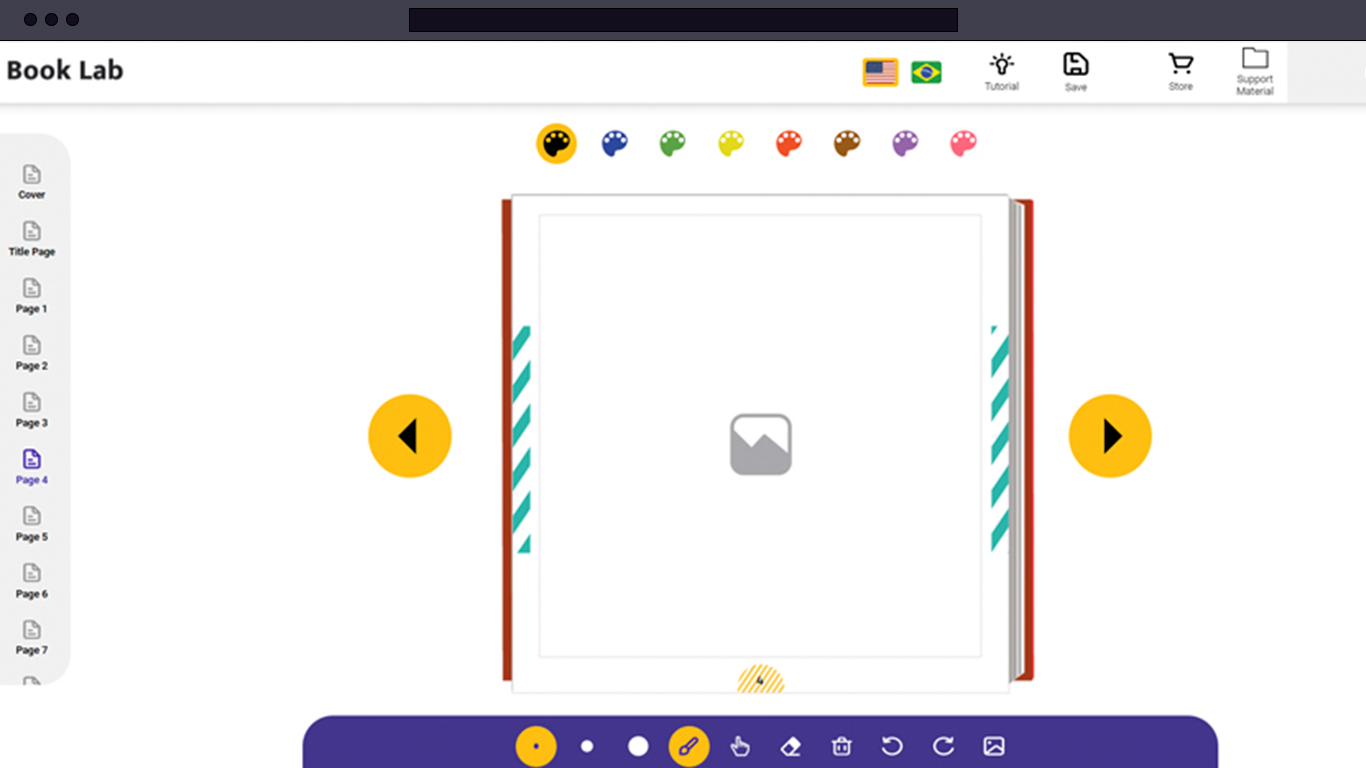 Book Lab
Tutorial
Save
Store
Support
Material
Cover
Title Page
Page 1
Page 2
Page 3
Page 4
Page 5
Page 6
Page 7
4